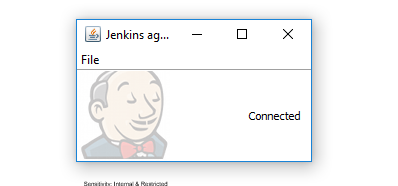 Jenkins ag...
File
Connected
Sensitivity: Internal & Restricted